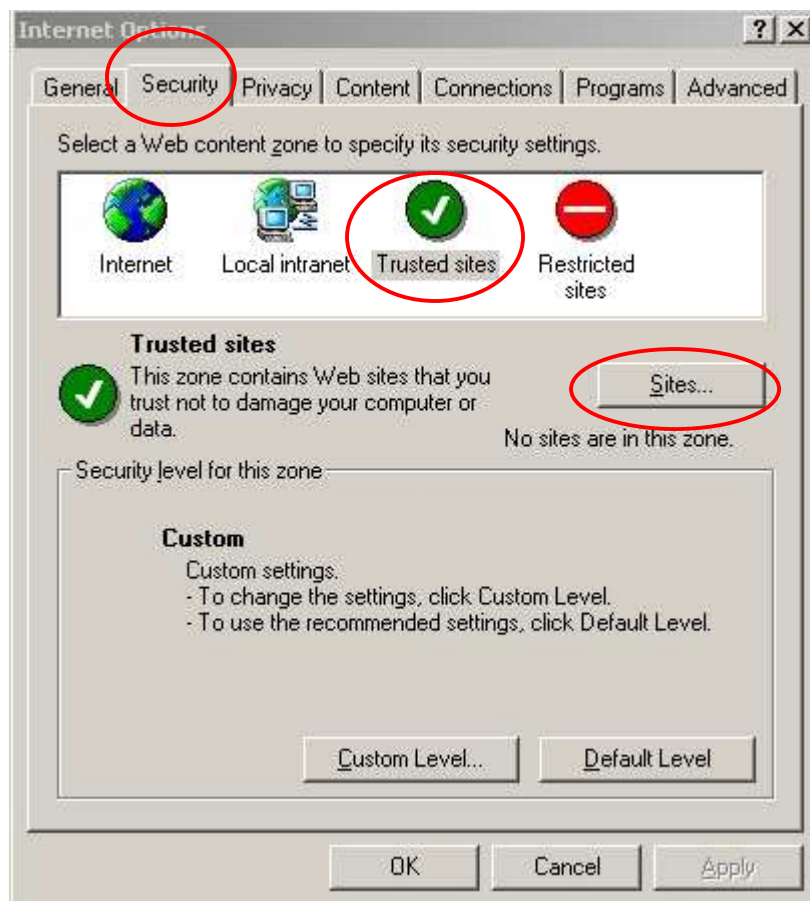 Internet Options
General Security Privacy Content Connections Programs Advanced
Select a Web content zone to specify its security settings.
Internet Local intranet Trusted sites Restricted
sites
Trusted sites
This zone contains Web sites that you
trust not to damage your computer or
data.
Sites...
No sites are in this zone.
Security level for this zone
Custom
Custom settings.
- To change the settings, click Custom Level.
- To use the recommended settings, click Default Level.
Custom Level... Default Level
OK Cancel Apply